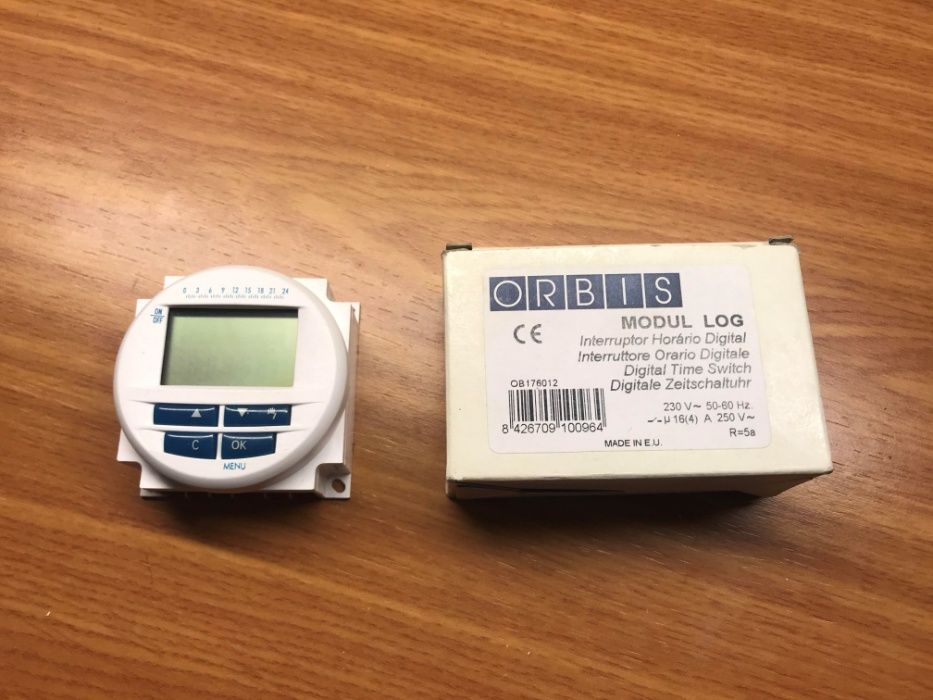 0 3 6 9 12 15 18 21 24
ON
OFF
C OK
MENU
ORBIS
CE
MODUL LOG
Interruptor Horário Digital
Interruttore Orario Digitale
Digital Time Switch
Digitale Zeitschaltuhr
OB176012
8 426709 100964
230 V~ 50-60 Hz.
µ 16(4) A 250 V~
R=5a
MADE IN E.U.